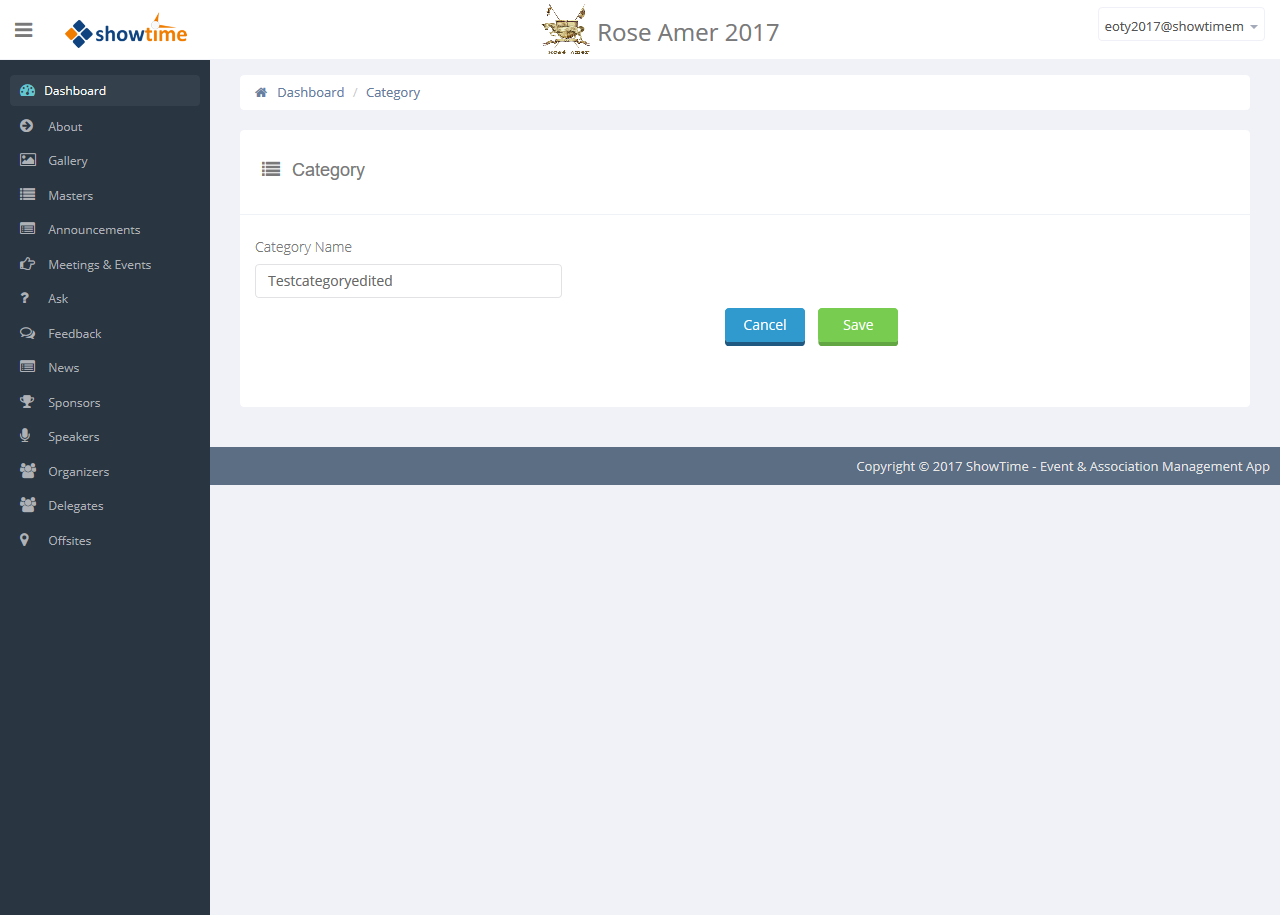 showtime
Rose Amer 2017
eoty2017@showtimem
Dashboard
About
Gallery
Masters
Announcements
Meetings & Events
Ask
Feedback
News
Sponsors
Speakers
Organizers
Delegates
Offsites
Dashboard / Category
Category
Category Name
Testcategoryedited
Cancel
Save
Copyright © 2017 ShowTime - Event & Association Management App